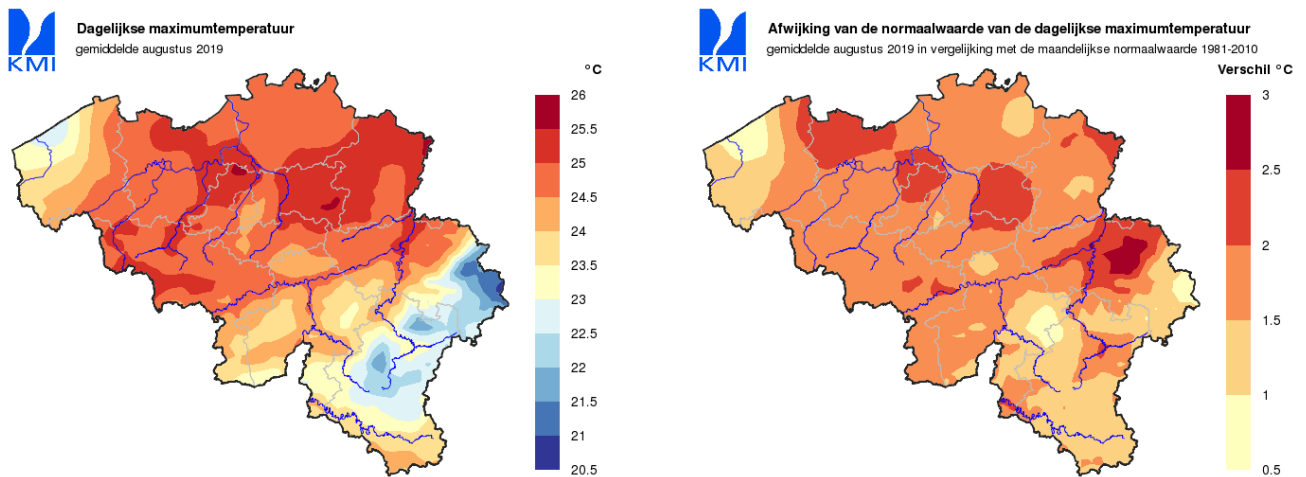 KMI
Dagelijkse maximumtemperatuur
gemiddelde augustus 2019
°C
26
25.5
25
24.5
24
23.5
23
22.5
22
21.5
21
20.5
KMI
Afwijking van de normaalwaarde van de dagelijkse maximumtemperatuur
gemiddelde augustus 2019 in vergelijking met de maandelijkse normaalwaarde 1981-2010
Verschil °C
3
2.5
2
1.5
1
0.5